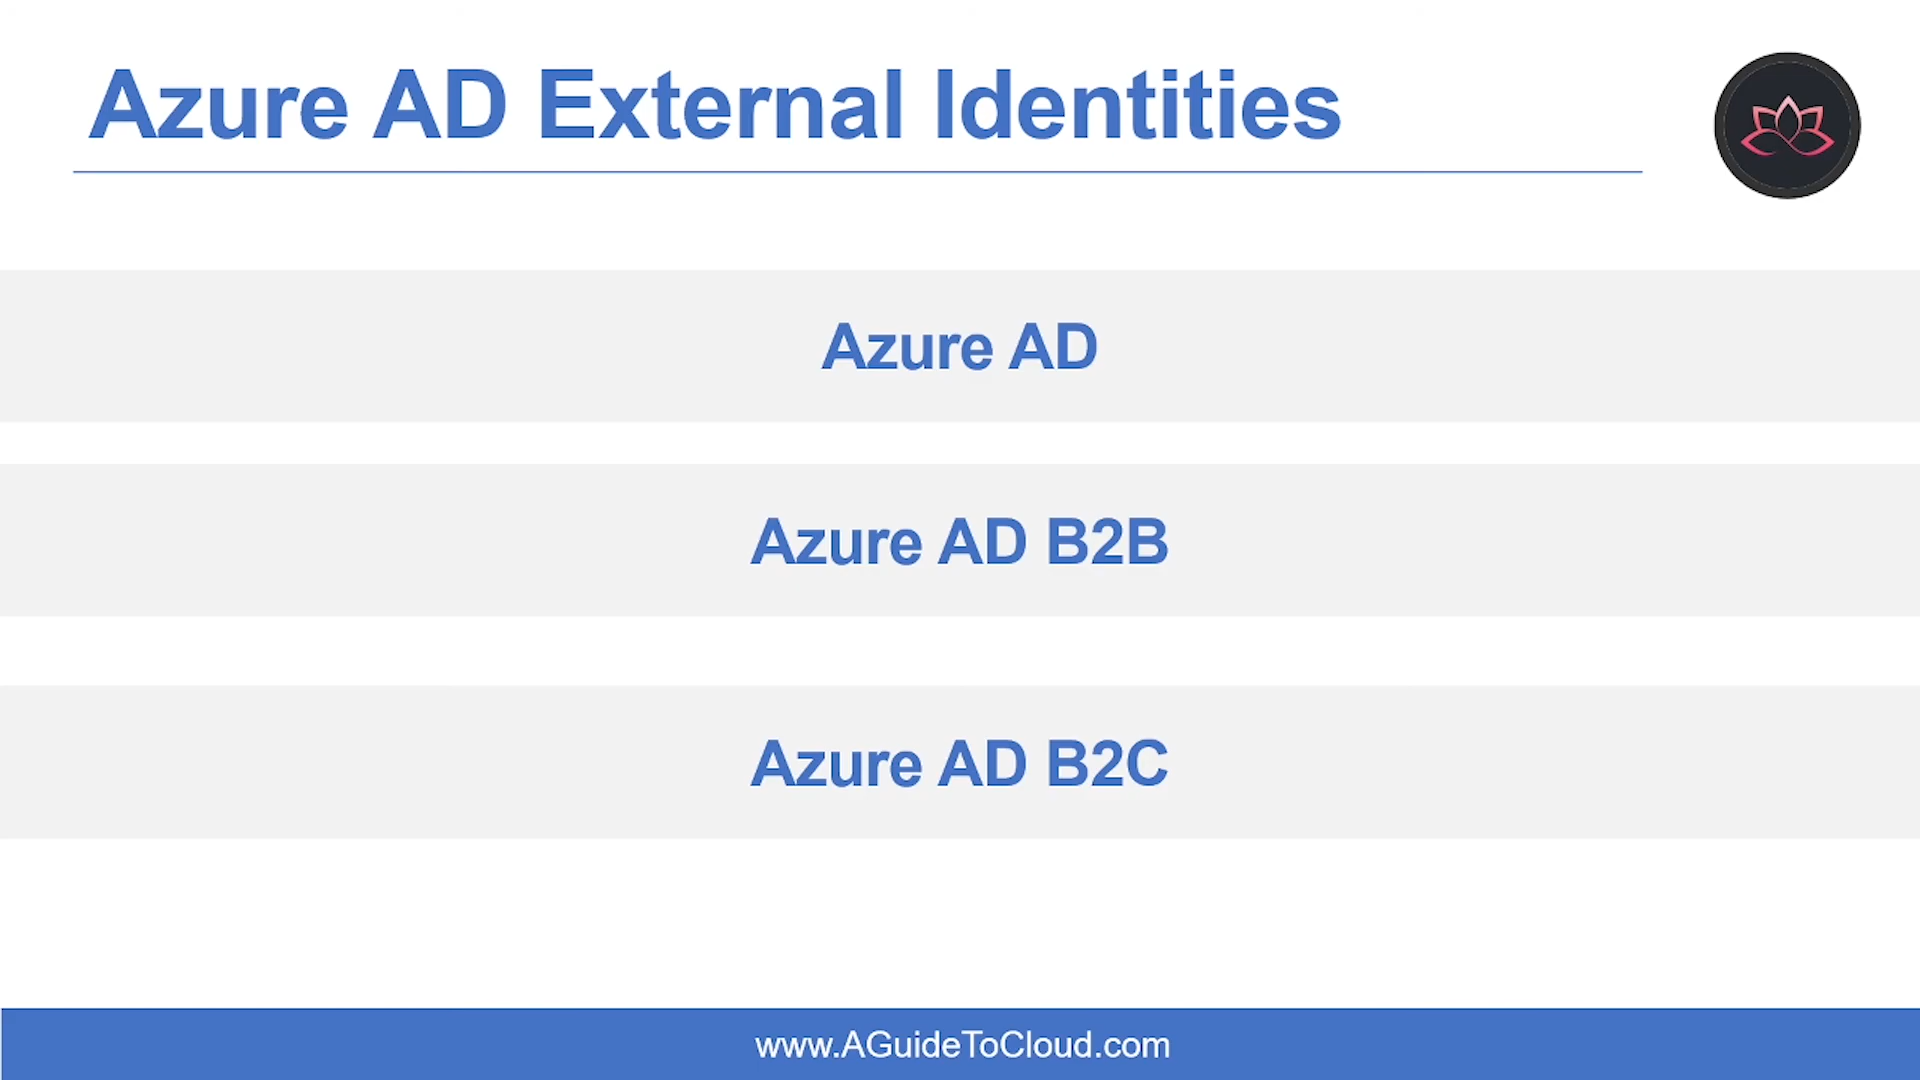 Azure AD External Identities
Azure AD
Azure AD B2B
Azure AD B2C
www.AGuideToCloud.com